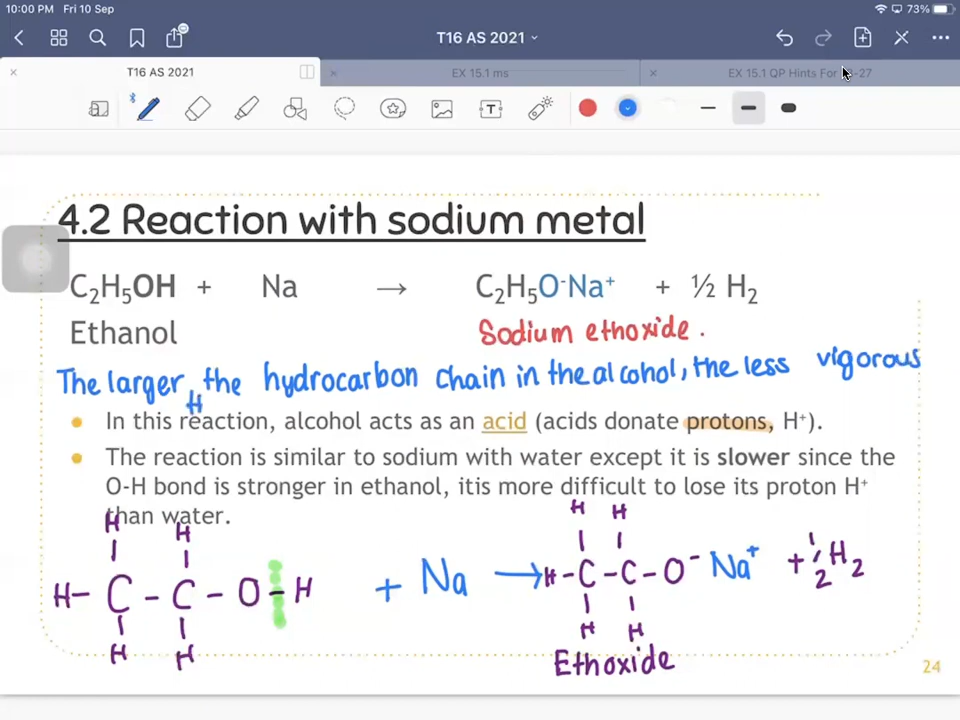 10:00 PM Fri 10 Sep 73%
T16 AS 2021
T16 AS 2021 EX 15.1 ms EX 15.1 QP Hints For -27
T
4.2 Reaction with sodium metal
C₂H₅OH + Na → C₂H₅O⁻Na⁺ + ½ H₂
Ethanol Sodium ethoxide.
The larger, the hydrocarbon chain in the alcohol, the less vigorous
In this reaction, alcohol acts as an acid (acids donate protons, H⁺).
The reaction is similar to sodium with water except it is slower since the
O-H bond is stronger in ethanol, itis more difficult to lose its proton H⁺
than water.
H H H H
H - C - C - O - H + Na → H - C - C - O⁻ Na⁺ + ½ H₂
H H H H
Ethoxide
24